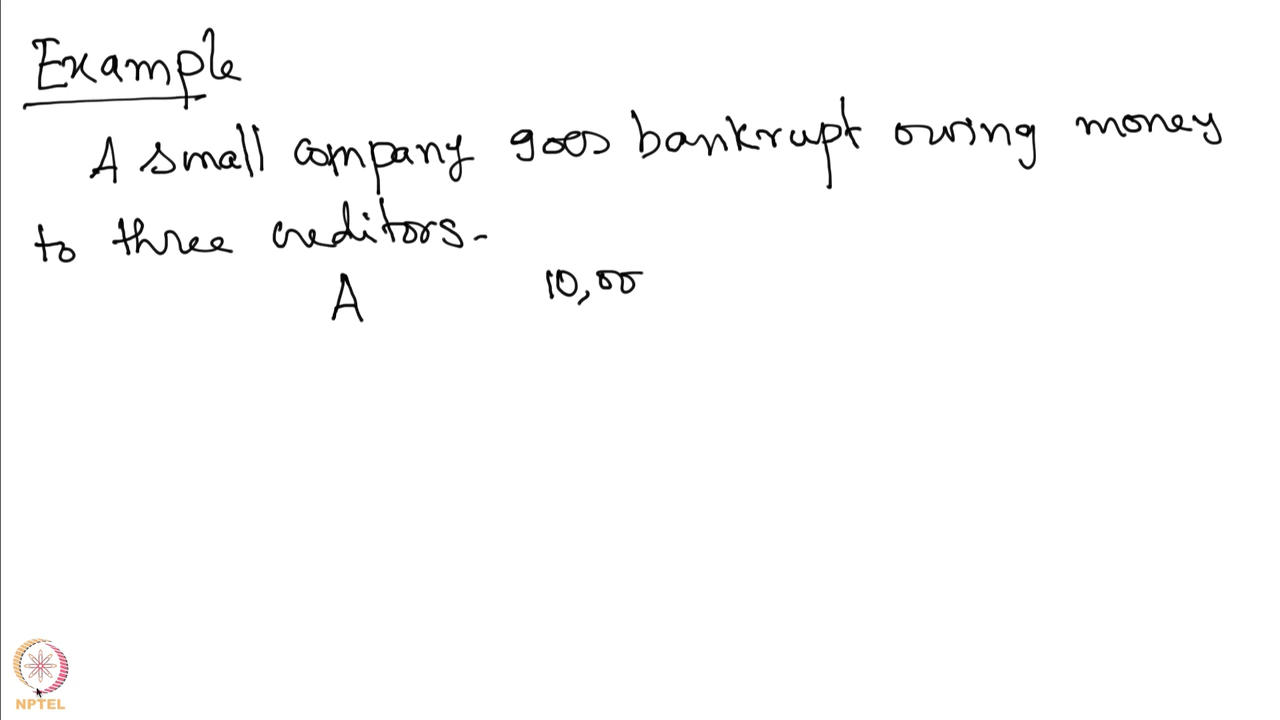 Example
A small company goes bankrupt owing money
to three creditors.
A 10,00
NPTEL